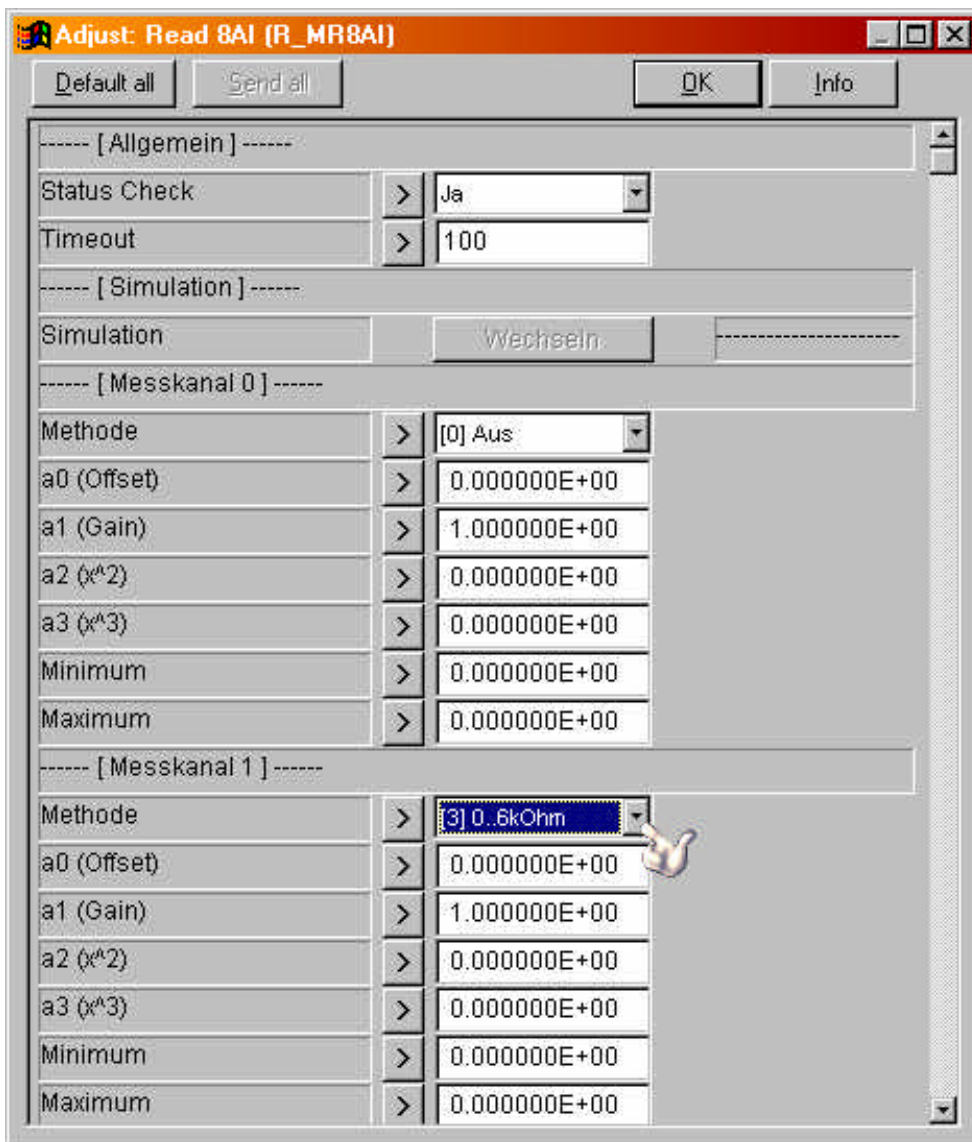 Adjust: Read 8AI (R_MR8AI)
Default all Send all OK Info
------ [ Allgemein ] ------
Status Check > Ja
Timeout > 100
------ [ Simulation ] ------
Simulation Wechseln --------------------
------ [ Messkanal 0 ] ------
Methode > [0] Aus
a0 (Offset) > 0.000000E+00
a1 (Gain) > 1.000000E+00
a2 (x^2) > 0.000000E+00
a3 (x^3) > 0.000000E+00
Minimum > 0.000000E+00
Maximum > 0.000000E+00
------ [ Messkanal 1 ] ------
Methode > [3] 0..6kOhm
a0 (Offset) > 0.000000E+00
a1 (Gain) > 1.000000E+00
a2 (x^2) > 0.000000E+00
a3 (x^3) > 0.000000E+00
Minimum > 0.000000E+00
Maximum > 0.000000E+00